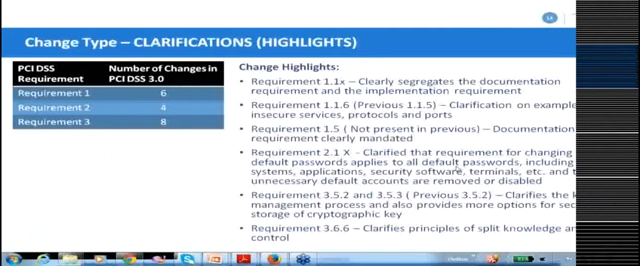 14
Change Type – CLARIFICATIONS (HIGHLIGHTS)
PCI DSS Requirement
Number of Changes in PCI DSS 3.0
Requirement 1 6
Requirement 2 4
Requirement 3 8
Change Highlights:
• Requirement 1.1x – Clearly segregates the documentation
requirement and the implementation requirement
• Requirement 1.1.6 (Previous 1.1.5) – Clarification on example
insecure services, protocols and ports
• Requirement 1.5 ( Not present in previous) – Documentation
requirement clearly mandated
• Requirement 2.1 X - Clarified that requirement for changing
default passwords applies to all default passwords, including
systems, applications, security software, terminals, etc. and t
unnecessary default accounts are removed or disabled
• Requirement 3.5.2 and 3.5.3 ( Previous 3.5.2) – Clarifies the k
management process and also provides more options for sec
storage of cryptographic key
• Requirement 3.6.6 – Clarifies principles of split knowledge an
control